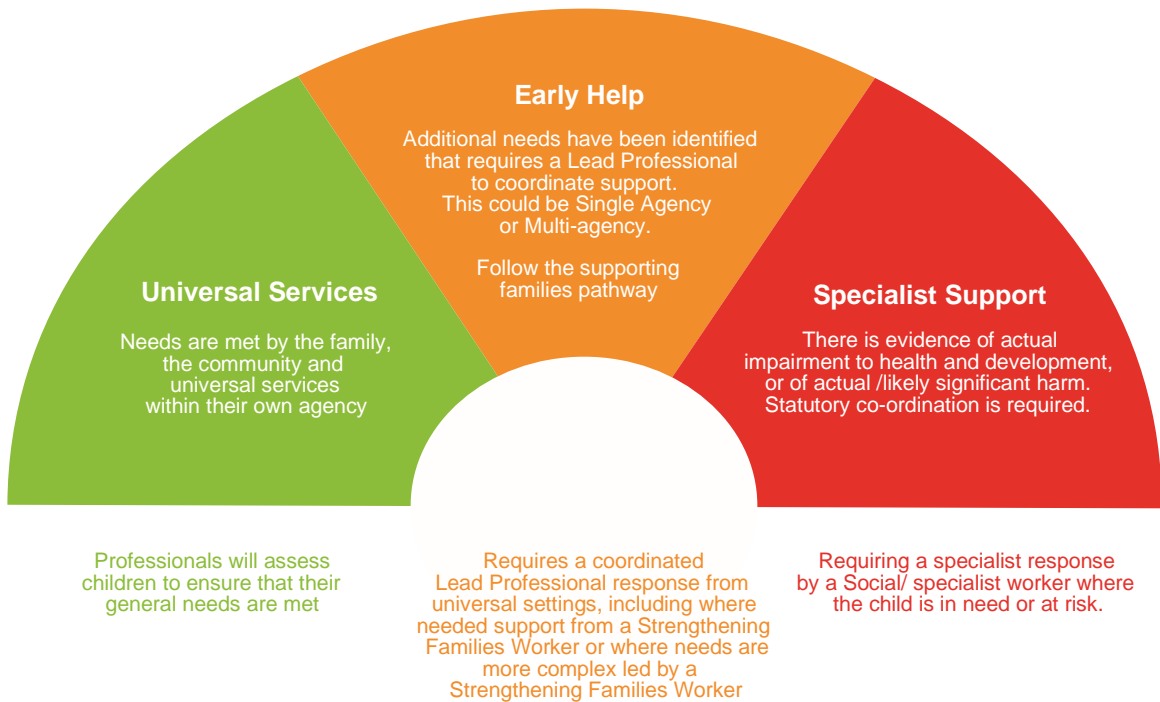 Early Help
Additional needs have been identified
that requires a Lead Professional
to coordinate support.
This could be Single Agency
or Multi-agency.
Follow the supporting
families pathway
Universal Services
Needs are met by the family,
the community and
universal services
within their own agency
Specialist Support
There is evidence of actual
impairment to health and development,
or of actual /likely significant harm.
Statutory co-ordination is required.
Professionals will assess
children to ensure that their
general needs are met
Requires a coordinated
Lead Professional response from
universal settings, including where
needed support from a Strengthening
Families Worker or where needs are
more complex led by a
Strengthening Families Worker
Requiring a specialist response
by a Social/ specialist worker where
the child is in need or at risk.